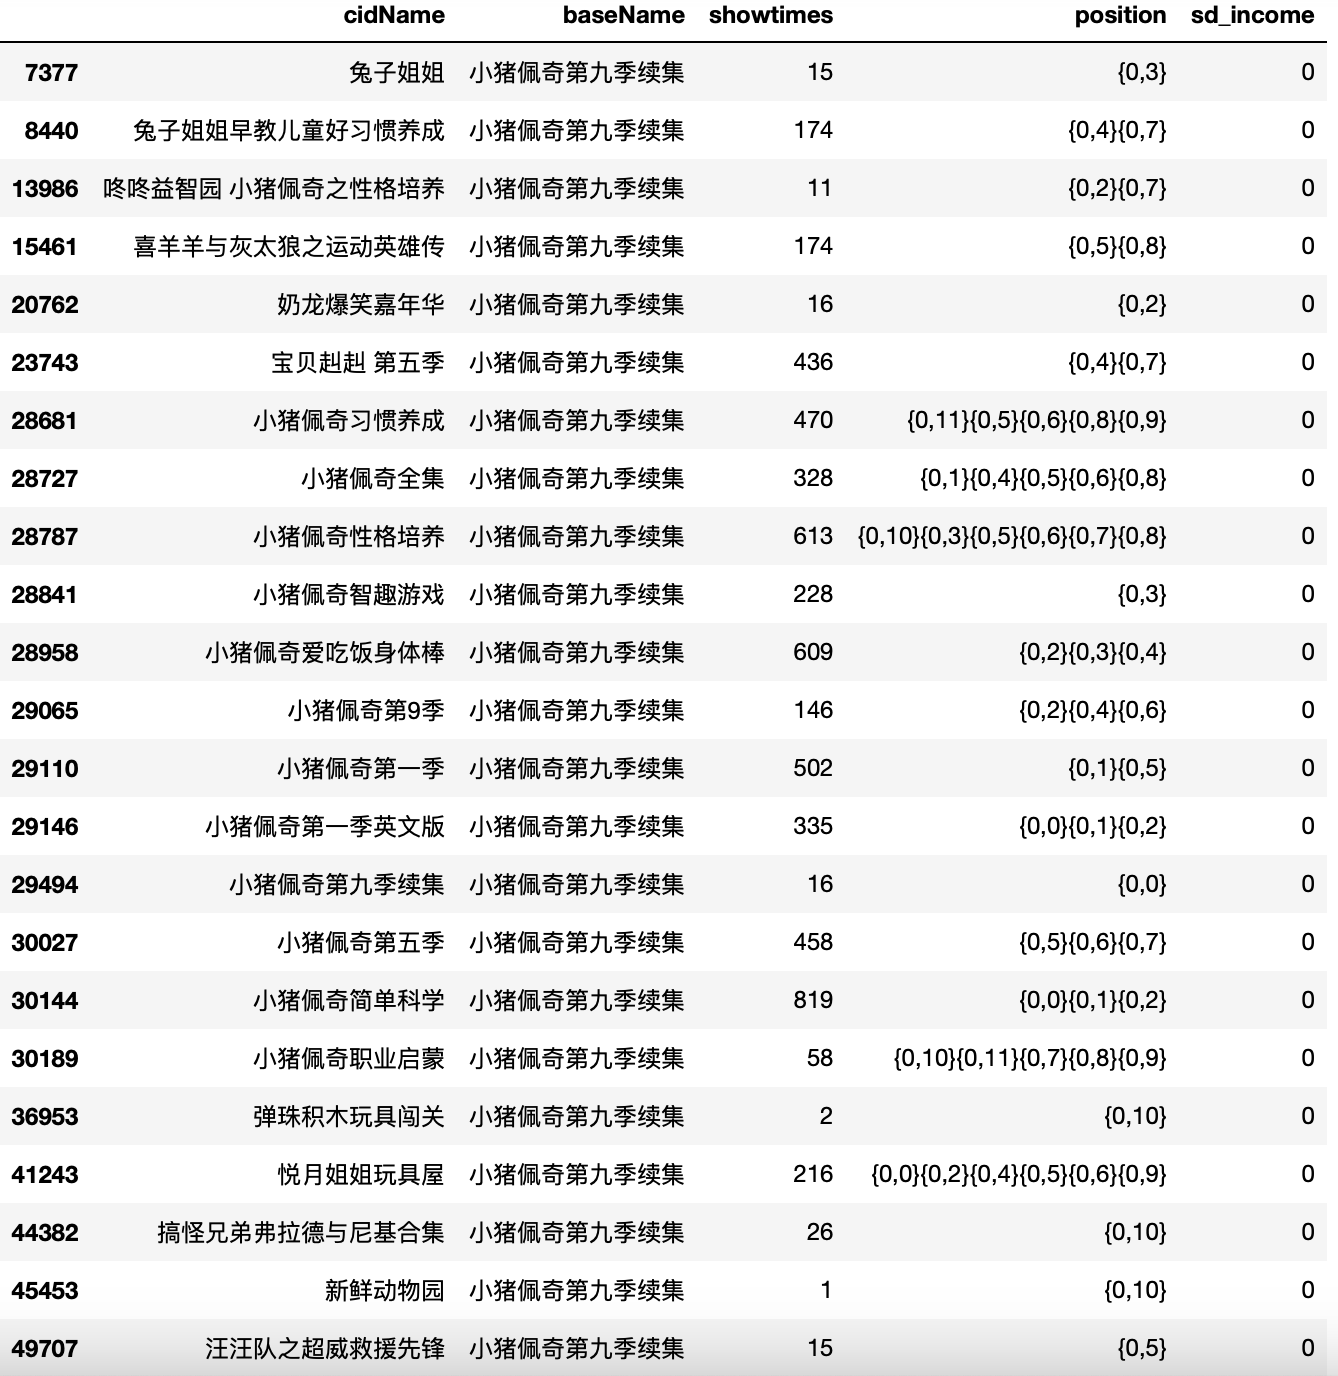 cidName baseName showtimes position sd_income
7377 兔子姐姐 小猪佩奇第九季续集 15 {0,3} 0
8440 兔子姐姐早教儿童好习惯养成 小猪佩奇第九季续集 174 {0,4}{0,7} 0
13986 咚咚益智园 小猪佩奇之性格培养 小猪佩奇第九季续集 11 {0,2}{0,7} 0
15461 喜羊羊与灰太狼之运动英雄传 小猪佩奇第九季续集 174 {0,5}{0,8} 0
20762 奶龙爆笑嘉年华 小猪佩奇第九季续集 16 {0,2} 0
23743 宝贝赳赳 第五季 小猪佩奇第九季续集 436 {0,4}{0,7} 0
28681 小猪佩奇习惯养成 小猪佩奇第九季续集 470 {0,11}{0,5}{0,6}{0,8}{0,9} 0
28727 小猪佩奇全集 小猪佩奇第九季续集 328 {0,1}{0,4}{0,5}{0,6}{0,8} 0
28787 小猪佩奇性格培养 小猪佩奇第九季续集 613 {0,10}{0,3}{0,5}{0,6}{0,7}{0,8} 0
28841 小猪佩奇智趣游戏 小猪佩奇第九季续集 228 {0,3} 0
28958 小猪佩奇爱吃饭身体棒 小猪佩奇第九季续集 609 {0,2}{0,3}{0,4} 0
29065 小猪佩奇第9季 小猪佩奇第九季续集 146 {0,2}{0,4}{0,6} 0
29110 小猪佩奇第一季 小猪佩奇第九季续集 502 {0,1}{0,5} 0
29146 小猪佩奇第一季英文版 小猪佩奇第九季续集 335 {0,0}{0,1}{0,2} 0
29494 小猪佩奇第九季续集 小猪佩奇第九季续集 16 {0,0} 0
30027 小猪佩奇第五季 小猪佩奇第九季续集 458 {0,5}{0,6}{0,7} 0
30144 小猪佩奇简单科学 小猪佩奇第九季续集 819 {0,0}{0,1}{0,2} 0
30189 小猪佩奇职业启蒙 小猪佩奇第九季续集 58 {0,10}{0,11}{0,7}{0,8}{0,9} 0
36953 弹珠积木玩具闯关 小猪佩奇第九季续集 2 {0,10} 0
41243 悦月姐姐玩具屋 小猪佩奇第九季续集 216 {0,0}{0,2}{0,4}{0,5}{0,6}{0,9} 0
44382 搞怪兄弟弗拉德与尼基合集 小猪佩奇第九季续集 26 {0,10} 0
45453 新鲜动物园 小猪佩奇第九季续集 1 {0,10} 0
49707 汪汪队之超威救援先锋 小猪佩奇第九季续集 15 {0,5} 0